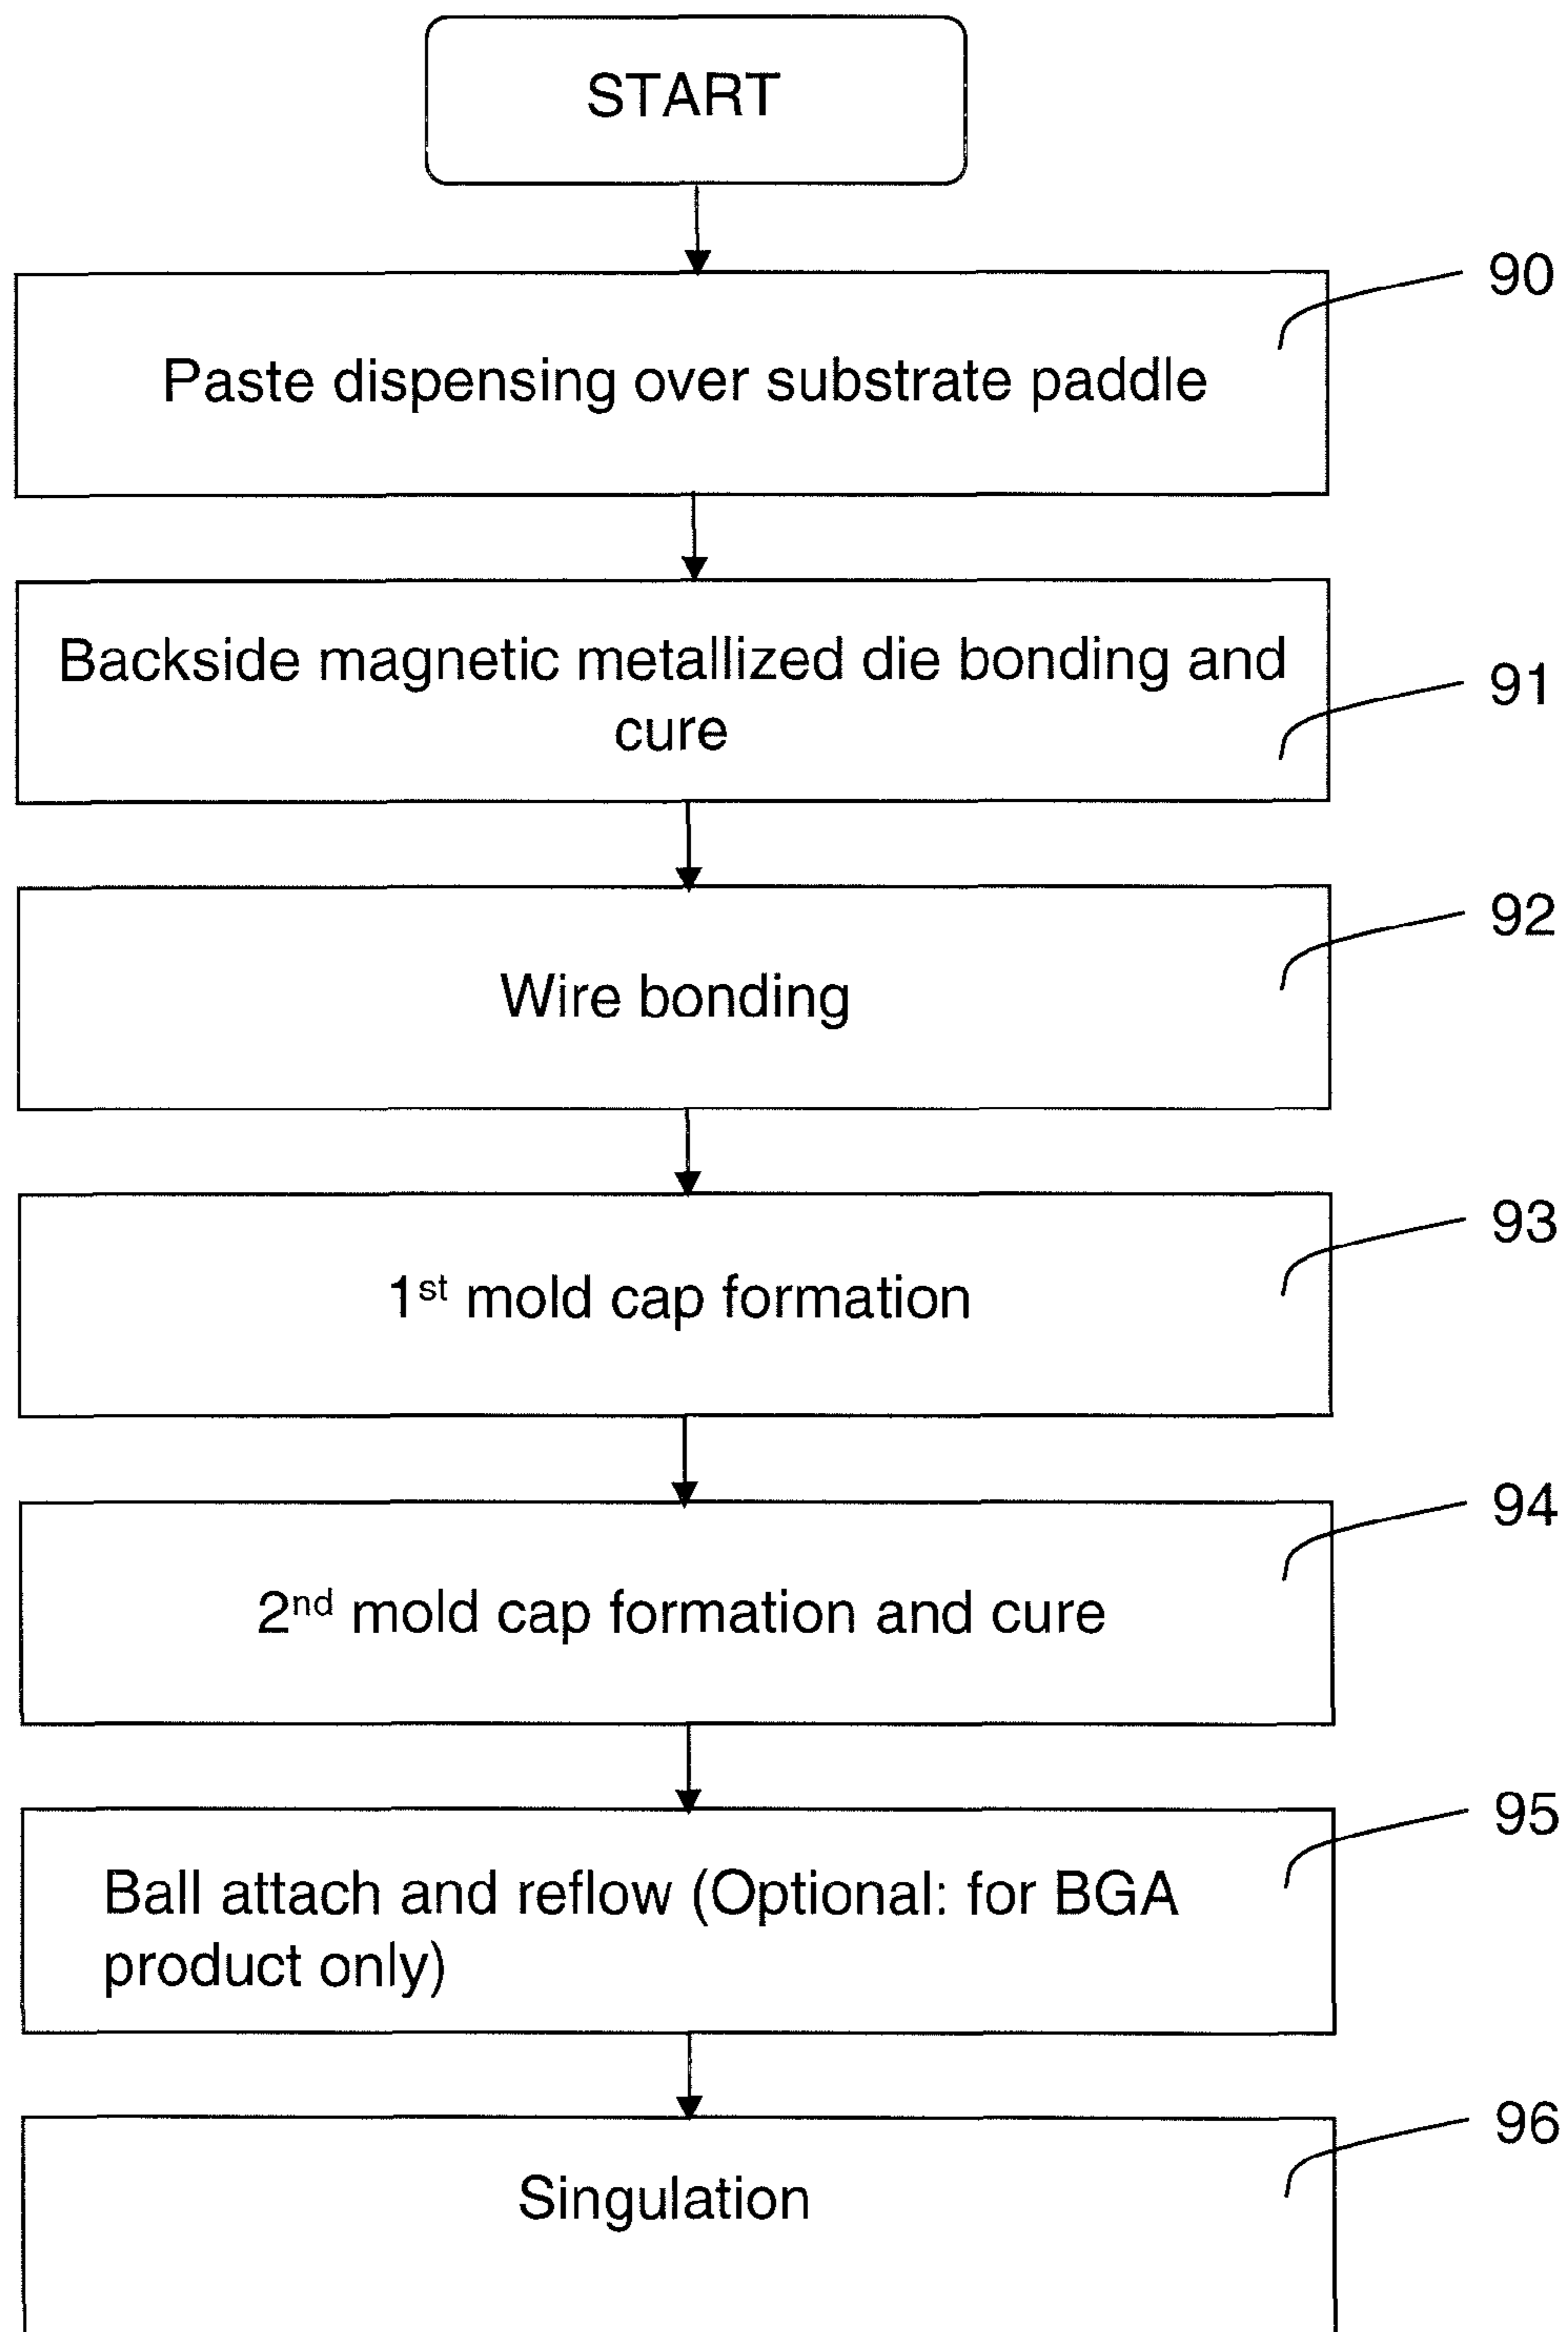 START
90
Paste dispensing over substrate paddle
Backside magnetic metallized die bonding and
cure
91
92
Wire bonding
93
1st mold cap formation
94
2nd mold cap formation and cure
95
Ball attach and reflow (Optional: for BGA
product only)
96
Singulation